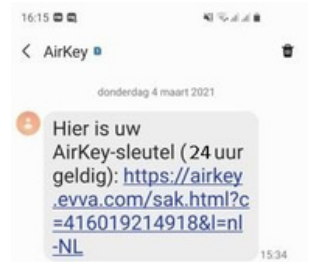 16:15
AirKey
donderdag 4 maart 2021
Hier is uw
AirKey-sleutel (24 uur
geldig): https://airkey
.evva.com/sak.html?c
=416019214918&l=nl
-NL
15:34